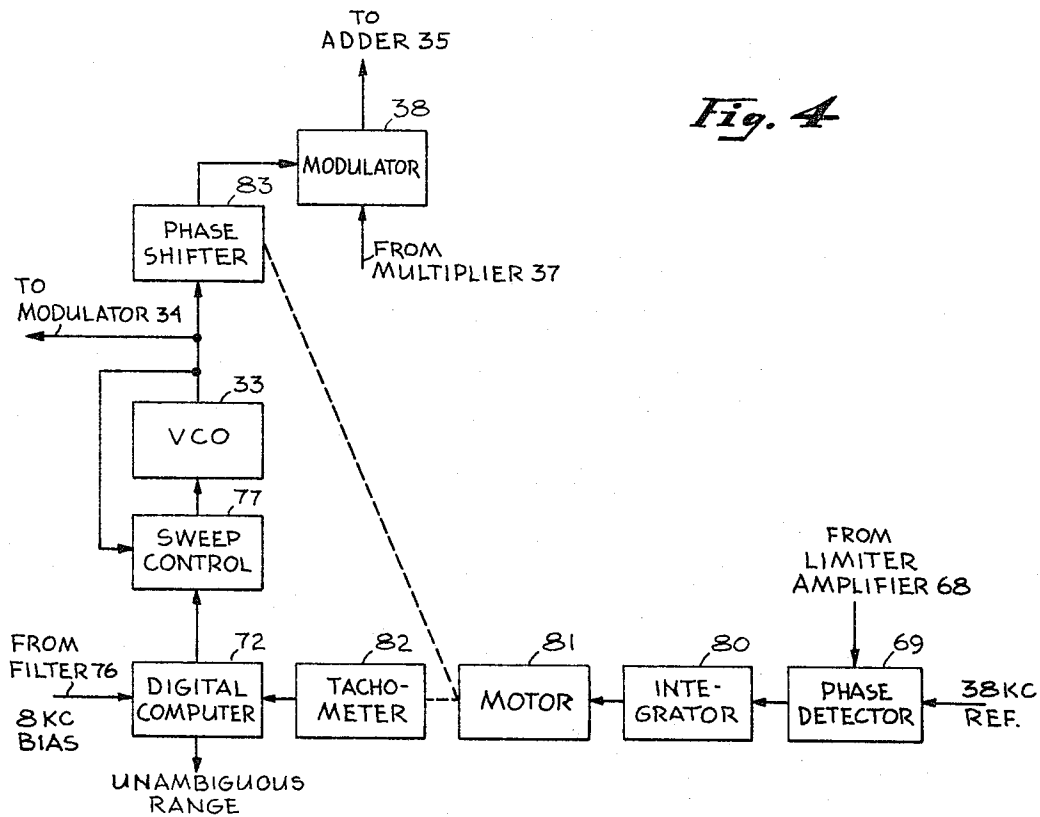 TO
ADDER 35
Fig. 4
38
MODULATOR
83
PHASE
SHIFTER
FROM
MULTIPLIER 37
TO
MODULATOR 34
33
VCO
77
SWEEP
CONTROL
FROM
LIMITER
AMPLIFIER 68
FROM
FILTER 76
8KC
BIAS
72
DIGITAL
COMPUTER
82
TACHO-
METER
81
MOTOR
80
INTE-
GRATOR
69
PHASE
DETECTOR
38KC
REF.
UNAMBIGUOUS
RANGE